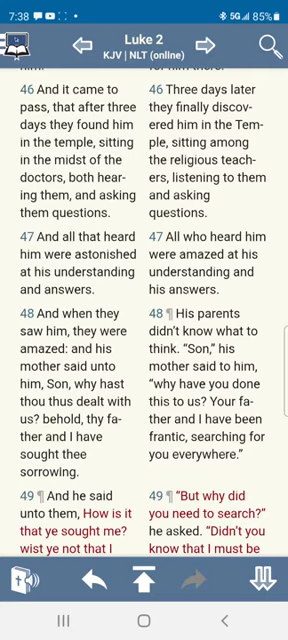 7:38
5G 85%
Luke 2
KJV | NLT (online)
him.
for him there.
46 And it came to
pass, that after three
days they found him
in the temple, sitting
in the midst of the
doctors, both hear-
ing them, and asking
them questions.
47 And all that heard
him were astonished
at his understanding
and answers.
48 And when they
saw him, they were
amazed: and his
mother said unto
him, Son, why hast
thou thus dealt with
us? behold, thy fa-
ther and I have
sought thee
sorrowing.
49 ¶ And he said
unto them, How is it
that ye sought me?
wist ye not that I
46 Three days later
they finally discov-
ered him in the Tem-
ple, sitting among
the religious teach-
ers, listening to them
and asking
questions.
47 All who heard him
were amazed at his
understanding and
his answers.
48 ¶ His parents
didn’t know what to
think. “Son,” his
mother said to him,
“why have you done
this to us? Your fa-
ther and I have been
frantic, searching for
you everywhere.”
49 ¶ “But why did
you need to search?”
he asked. “Didn’t you
know that I must be